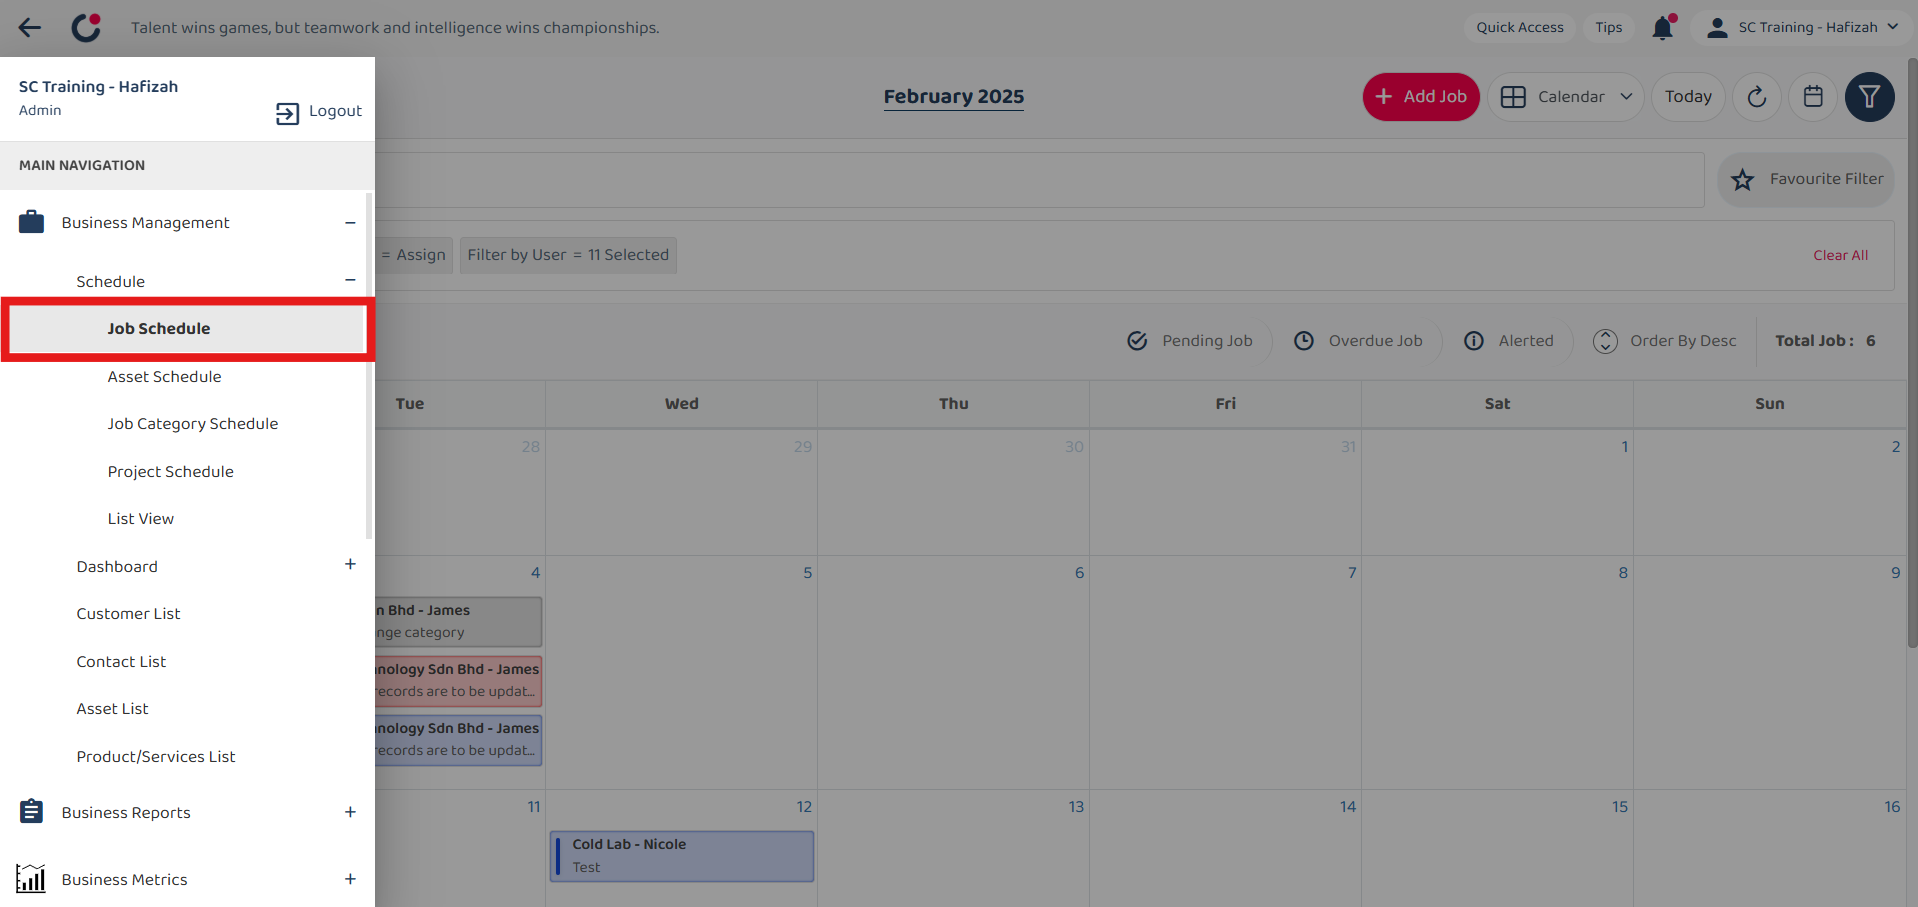 Talent wins games, but teamwork and intelligence wins championships.
Quick Access
Tips
SC Training - Hafizah
SC Training - Hafizah
Admin
Logout
MAIN NAVIGATION
Business Management
Schedule
Job Schedule
Asset Schedule
Job Category Schedule
Project Schedule
List View
Dashboard
Customer List
Contact List
Asset List
Product/Services List
Business Reports
Business Metrics
February 2025
+ Add Job
Calendar
Today
Favourite Filter
= Assign
Filter by User = 11 Selected
Clear All
Pending Job
Overdue Job
Alerted
Order By Desc
Total Job : 6
Tue Wed Thu Fri Sat Sun
28 29 30 31 1 2
4 5 6 7 8 9
n Bhd - James
nge category
nology Sdn Bhd - James
records are to be updat...
nology Sdn Bhd - James
records are to be updat...
11 12 13 14 15 16
Cold Lab - Nicole
Test